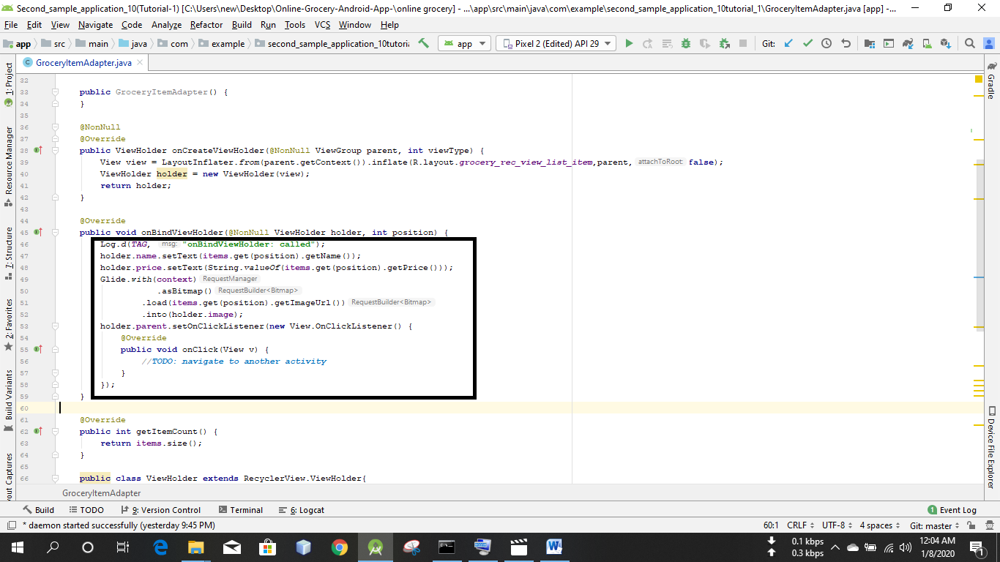 Second_sample_application_10(Tutorial-1) [C:\Users\new\Desktop\Online-Grocery-Android-App-\online grocery] - ...\app\src\main\java\com\example\second_sample_application_10tutorial_1\GroceryItemAdapter.java [app] -...
File Edit View Navigate Code Analyze Refactor Build Run Tools VCS Window Help
app src main java com example second_sample_application_10tutoria app Pixel 2 (Edited) API 29 Git:
GroceryItemAdapter.java
1: Project
Resource Manager
7: Structure
2: Favorites
Build Variants
out Captures
Gradle
Device File Explorer
32
33 public GroceryItemAdapter() {
34 }
35
36 @NonNull
37 @Override
38 public ViewHolder onCreateViewHolder(@NonNull ViewGroup parent, int viewType) {
39 View view = LayoutInflater.from(parent.getContext()).inflate(R.layout.grocery_rec_view_list_item,parent, attachToRoot: false);
40 ViewHolder holder = new ViewHolder(view);
41 return holder;
42 }
43
44 @Override
45 public void onBindViewHolder(@NonNull ViewHolder holder, int position) {
46 Log.d(TAG, msg: "onBindViewHolder: called");
47 holder.name.setText(items.get(position).getName());
48 holder.price.setText(String.valueOf(items.get(position).getPrice()));
49 Glide.with(context) RequestManager
50 .asBitmap() RequestBuilder<Bitmap>
51 .load(items.get(position).getImageUrl()) RequestBuilder<Bitmap>
52 .into(holder.image);
53 holder.parent.setOnClickListener(new View.OnClickListener() {
54 @Override
55 public void onClick(View v) {
56 //TODO: navigate to another activity
57 }
58 });
59 }
60
61 @Override
62 public int getItemCount() {
63 return items.size();
64 }
65
66 public class ViewHolder extends RecyclerView.ViewHolder{
GroceryItemAdapter
Build TODO 9: Version Control Terminal 6: Logcat 1 Event Log
* daemon started successfully (yesterday 9:45 PM) 60:1 CRLF UTF-8 4 spaces Git: master
0.1 kbps
0.3 kbps
12:04 AM
1/8/2020
1